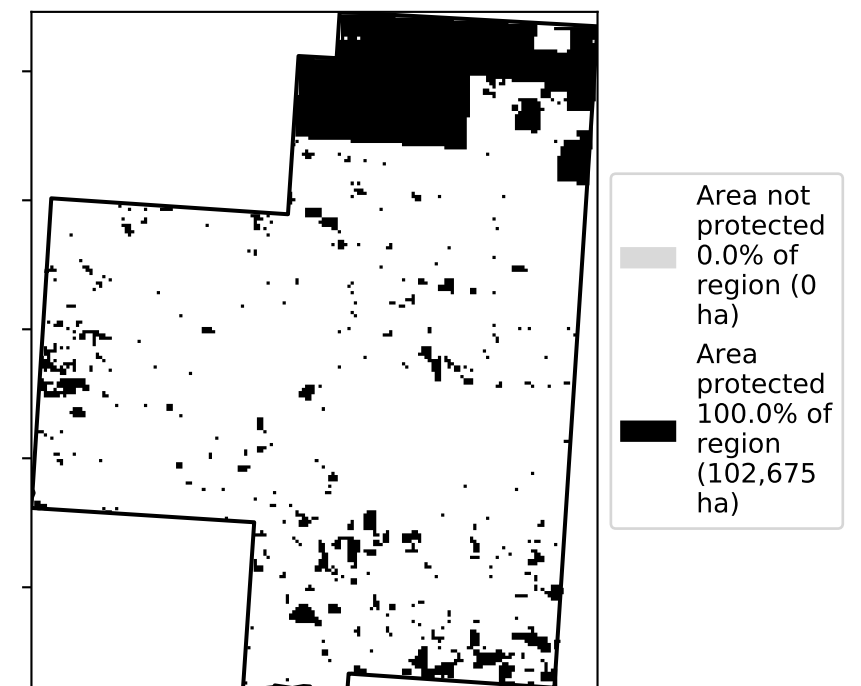 Area not
protected
0.0% of
region (0
ha)
Area
protected
100.0% of
region
(102,675
ha)